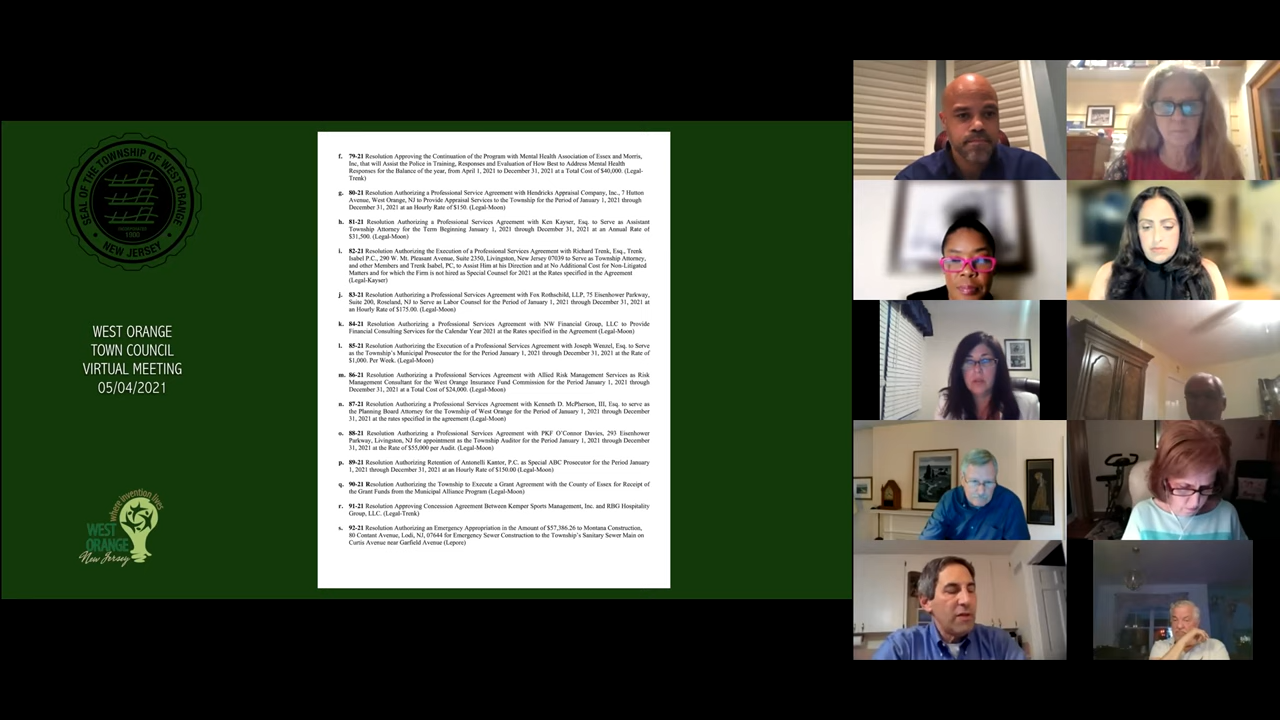 SEAL OF THE TOWNSHIP OF WEST ORANGE
1900
NEW JERSEY
WEST ORANGE
TOWN COUNCIL
VIRTUAL MEETING
05/04/2021
where invention lives
WEST
ORANGE
New Jersey
f. 79-21 Resolution Approving the Continuation of the Program with Mental Health Association of Essex and Morris,
Inc, that will Assist the Police in Training, Responses and Evaluation of How Best to Address Mental Health
Responses for the Balance of the year, from April 1, 2021 to December 31, 2021 at a Total Cost of $40,000. (Legal-
Trenk)
g. 80-21 Resolution Authorizing a Professional Service Agreement with Hendricks Appraisal Company, Inc., 7 Hutton
Avenue, West Orange, NJ to Provide Appraisal Services to the Township for the Period of January 1, 2021 through
December 31, 2021 at an Hourly Rate of $150. (Legal-Moon)
h. 81-21 Resolution Authorizing a Professional Services Agreement with Ken Kayser, Esq. to Serve as Assistant
Township Attorney for the Term Beginning January 1, 2021 through December 31, 2021 at an Annual Rate of
$31,500. (Legal-Moon)
i. 82-21 Resolution Authorizing the Execution of a Professional Services Agreement with Richard Trenk, Esq., Trenk
Isabel P.C., 290 W. Mt. Pleasant Avenue, Suite 2350, Livingston, New Jersey 07039 to Serve as Township Attorney,
and other Members and Trenk Isabel, PC, to Assist Him at his Direction and at No Additional Cost for Non-Litigated
Matters and for which the Firm is not hired as Special Counsel for 2021 at the Rates specified in the Agreement
(Legal-Kayser)
j. 83-21 Resolution Authorizing a Professional Services Agreement with Fox Rothschild, LLP, 75 Eisenhower Parkway,
Suite 200, Roseland, NJ to Serve as Labor Counsel for the Period of January 1, 2021 through December 31, 2021 at
an Hourly Rate of $175.00. (Legal-Moon)
k. 84-21 Resolution Authorizing a Professional Services Agreement with NW Financial Group, LLC to Provide
Financial Consulting Services for the Calendar Year 2021 at the Rates specified in the Agreement (Legal-Moon)
l. 85-21 Resolution Authorizing the Execution of a Professional Services Agreement with Joseph Wenzel, Esq. to Serve
as the Township's Municipal Prosecutor the for the Period January 1, 2021 through December 31, 2021 at the Rate of
$1,000. Per Week. (Legal-Moon)
m. 86-21 Resolution Authorizing a Professional Services Agreement with Allied Risk Management Services as Risk
Management Consultant for the West Orange Insurance Fund Commission for the Period January 1, 2021 through
December 31, 2021 at a Total Cost of $24,000. (Legal-Moon)
n. 87-21 Resolution Authorizing a Professional Services Agreement with Kenneth D. McPherson, III, Esq. to serve as
the Planning Board Attorney for the Township of West Orange for the Period of January 1, 2021 through December
31, 2021 at the rates specified in the agreement (Legal-Moon)
o. 88-21 Resolution Authorizing a Professional Services Agreement with PKF O'Connor Davies, 293 Eisenhower
Parkway, Livingston, NJ for appointment as the Township Auditor for the Period January 1, 2021 through December
31, 2021 at the Rate of $55,000 per Audit. (Legal-Moon)
p. 89-21 Resolution Authorizing Retention of Antonelli Kantor, P.C. as Special ABC Prosecutor for the Period January
1, 2021 through December 31, 2021 at an Hourly Rate of $150.00 (Legal-Moon)
q. 90-21 Resolution Authorizing the Township to Execute a Grant Agreement with the County of Essex for Receipt of
the Grant Funds from the Municipal Alliance Program (Legal-Moon)
r. 91-21 Resolution Approving Concession Agreement Between Kemper Sports Management, Inc. and RBG Hospitality
Group, LLC. (Legal-Trenk)
s. 92-21 Resolution Authorizing an Emergency Appropriation in the Amount of $57,386.26 to Montana Construction,
80 Contant Avenue, Lodi, NJ, 07644 for Emergency Sewer Construction to the Township's Sanitary Sewer Main on
Curtis Avenue near Garfield Avenue (Lepore)